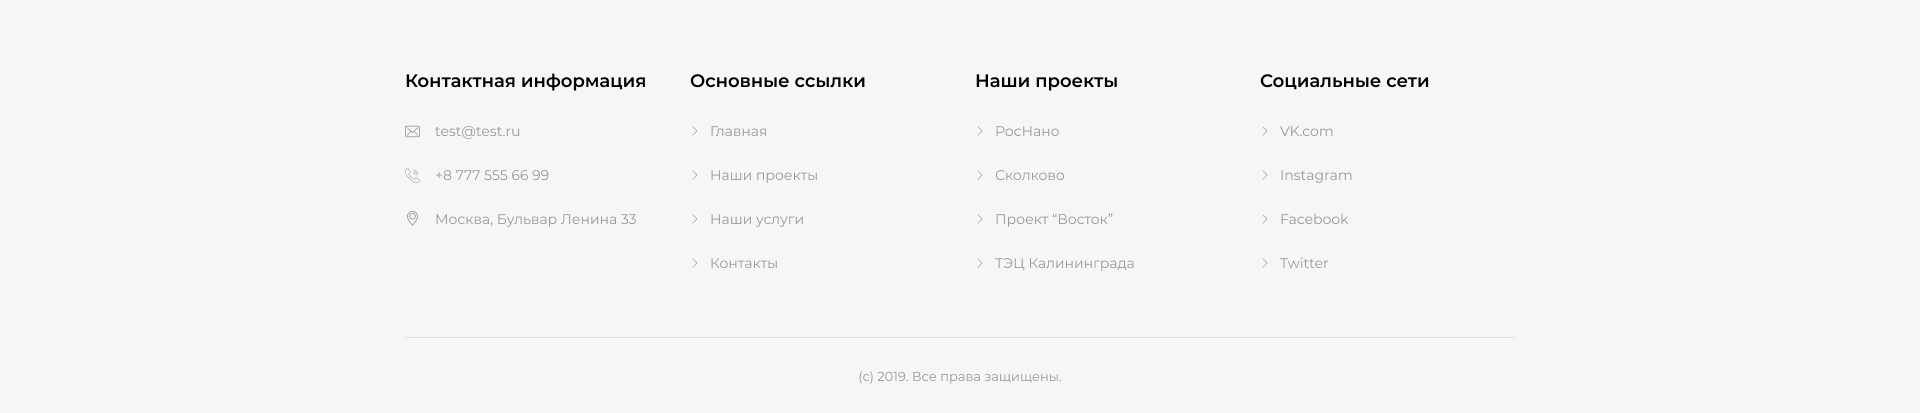 Контактная информация
test@test.ru
+8 777 555 66 99
Москва, Бульвар Ленина 33
Основные ссылки
Главная
Наши проекты
Наши услуги
Контакты
Наши проекты
РосНано
Сколково
Проект “Восток”
ТЭЦ Калининграда
Социальные сети
VK.com
Instagram
Facebook
Twitter
(c) 2019. Все права защищены.